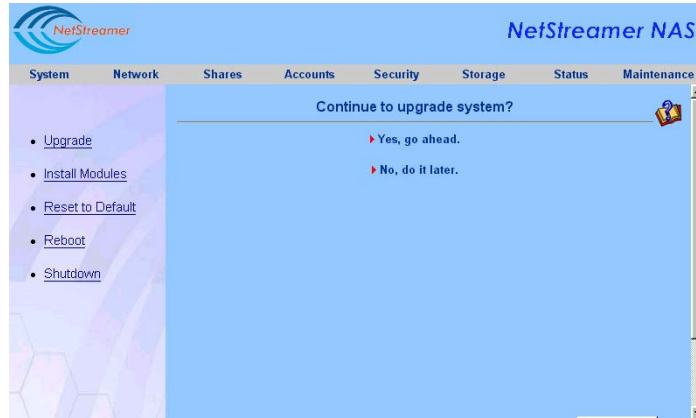 NetStreamer
NetStreamer NAS
System Network Shares Accounts Security Storage Status Maintenance
Continue to upgrade system?
Upgrade
Install Modules
Reset to Default
Reboot
Shutdown
Yes, go ahead.
No, do it later.